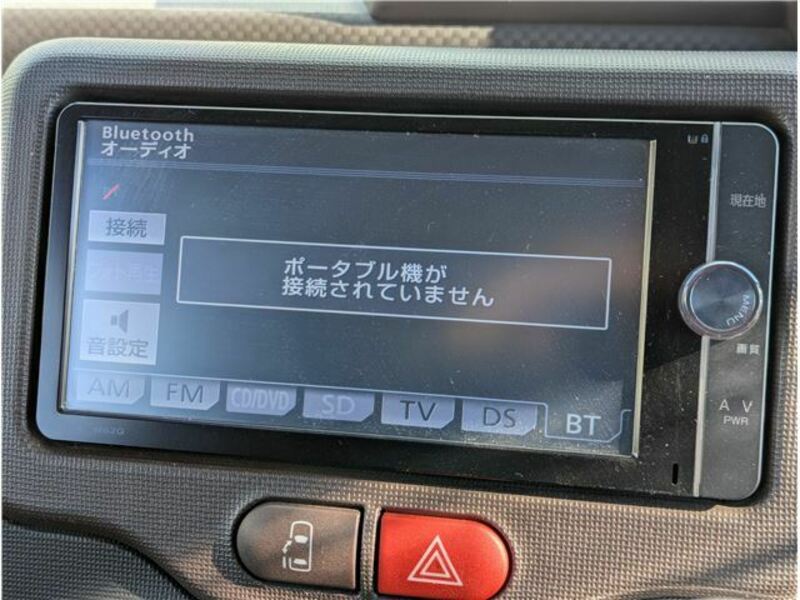 Bluetooth
オーディオ
現在地
接続
ポータブル機が
接続されていません
MENU
音設定
画質
AM
FM
CD/DVD
SD
TV
DS
BT
A V
PWR